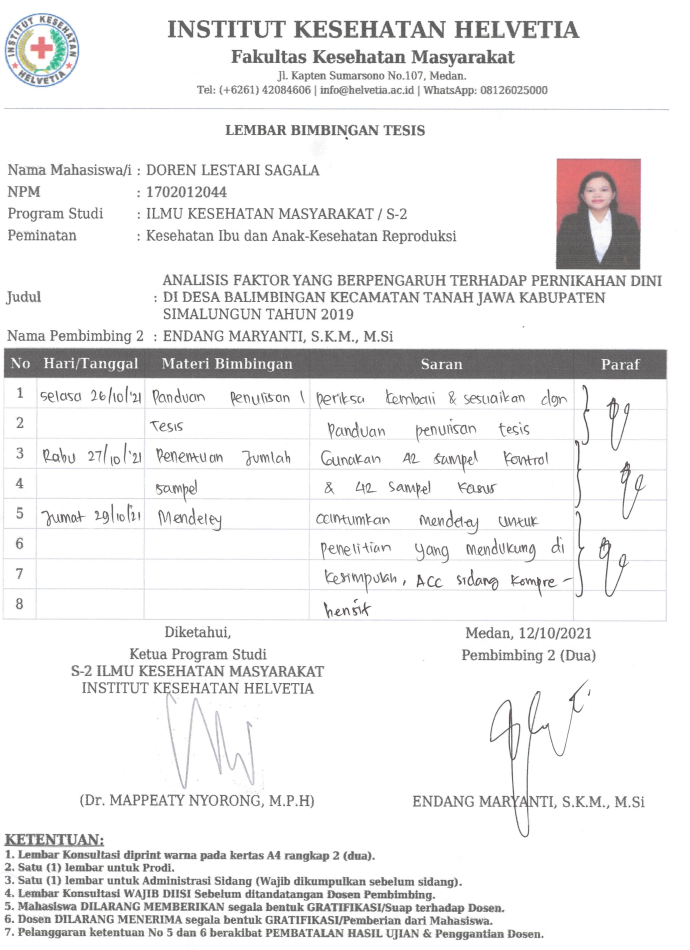 INSTITUT KESEHATAN HELVETIA
INSTITUT KESEHATAN HELVETIA
Fakultas Kesehatan Masyarakat
Jl. Kapten Sumarsono No.107, Medan.
Tel: (+6261) 42084606 | info@helvetia.ac.id | WhatsApp: 08126025000
LEMBAR BIMBINGAN TESIS
Nama Mahasiswa/i : DOREN LESTARI SAGALA
NPM : 1702012044
Program Studi : ILMU KESEHATAN MASYARAKAT / S-2
Peminatan : Kesehatan Ibu dan Anak-Kesehatan Reproduksi
ANALISIS FAKTOR YANG BERPENGARUH TERHADAP PERNIKAHAN DINI
Judul : DI DESA BALIMBINGAN KECAMATAN TANAH JAWA KABUPATEN
SIMALUNGUN TAHUN 2019
Nama Pembimbing 2 : ENDANG MARYANTI, S.K.M., M.Si
No Hari/Tanggal Materi Bimbingan Saran Paraf
1 Selasa 26/10/'21 Panduan Penulisan periksa kembali & sesuaikan dgn
2 Tesis panduan penulisan tesis
3 Rabu 27/10/'21 Penentuan Jumlah Gunakan 42 sampel kontrol
4 sampel & 42 sampel kasus
5 Jumat 29/10/'21 Mendeley cantumkan mendeley untuk
6 penelitian yang mendukung di
7 kesimpulan, ACC sidang kompre -
8 hensif
Diketahui, Medan, 12/10/2021
Ketua Program Studi Pembimbing 2 (Dua)
S-2 ILMU KESEHATAN MASYARAKAT
INSTITUT KESEHATAN HELVETIA
(Dr. MAPPEATY NYORONG, M.P.H) ENDANG MARYANTI, S.K.M., M.Si
KETENTUAN:
1. Lembar Konsultasi diprint warna pada kertas A4 rangkap 2 (dua).
2. Satu (1) lembar untuk Prodi.
3. Satu (1) lembar untuk Administrasi Sidang (Wajib dikumpulkan sebelum sidang).
4. Lembar Konsultasi WAJIB DIISI Sebelum ditandatangan Dosen Pembimbing.
5. Mahasiswa DILARANG MEMBERIKAN segala bentuk GRATIFIKASI/Suap terhadap Dosen.
6. Dosen DILARANG MENERIMA segala bentuk GRATIFIKASI/Pemberian dari Mahasiswa.
7. Pelanggaran ketentuan No 5 dan 6 berakibat PEMBATALAN HASIL UJIAN & Penggantian Dosen.